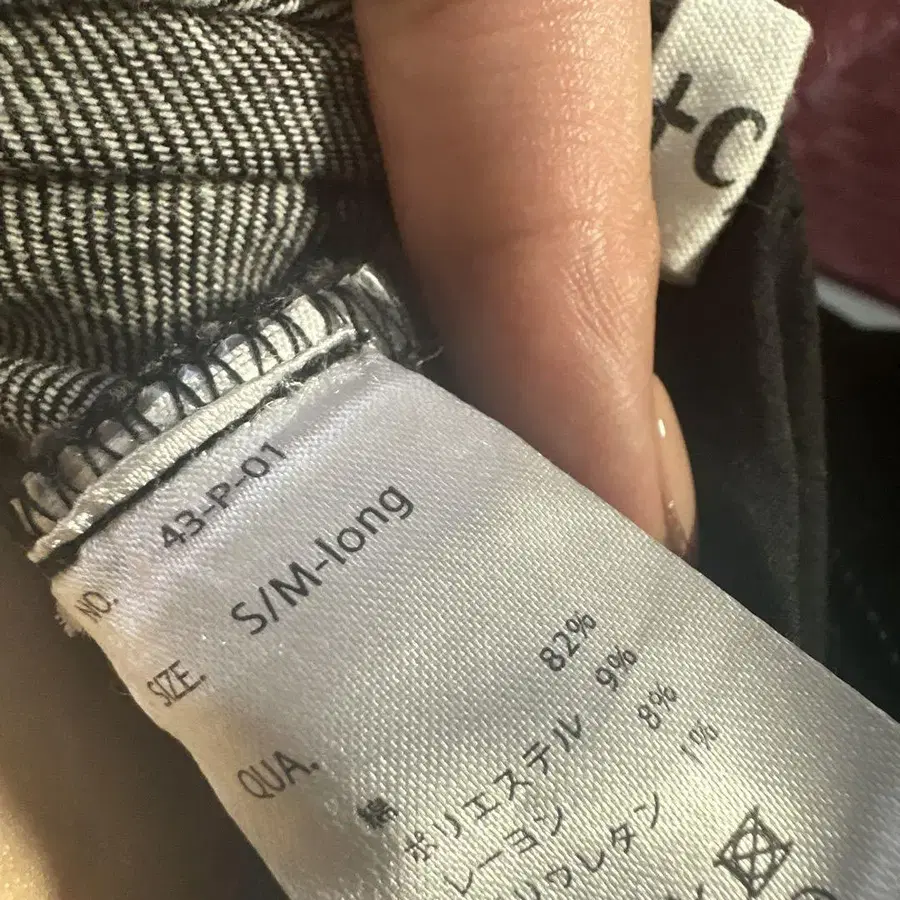 +c
NO. 43-P-01
SIZE. S/M-long
QUA. 綿 82%
ポリエステル 9%
レーヨン 8%
リウレタン 1%